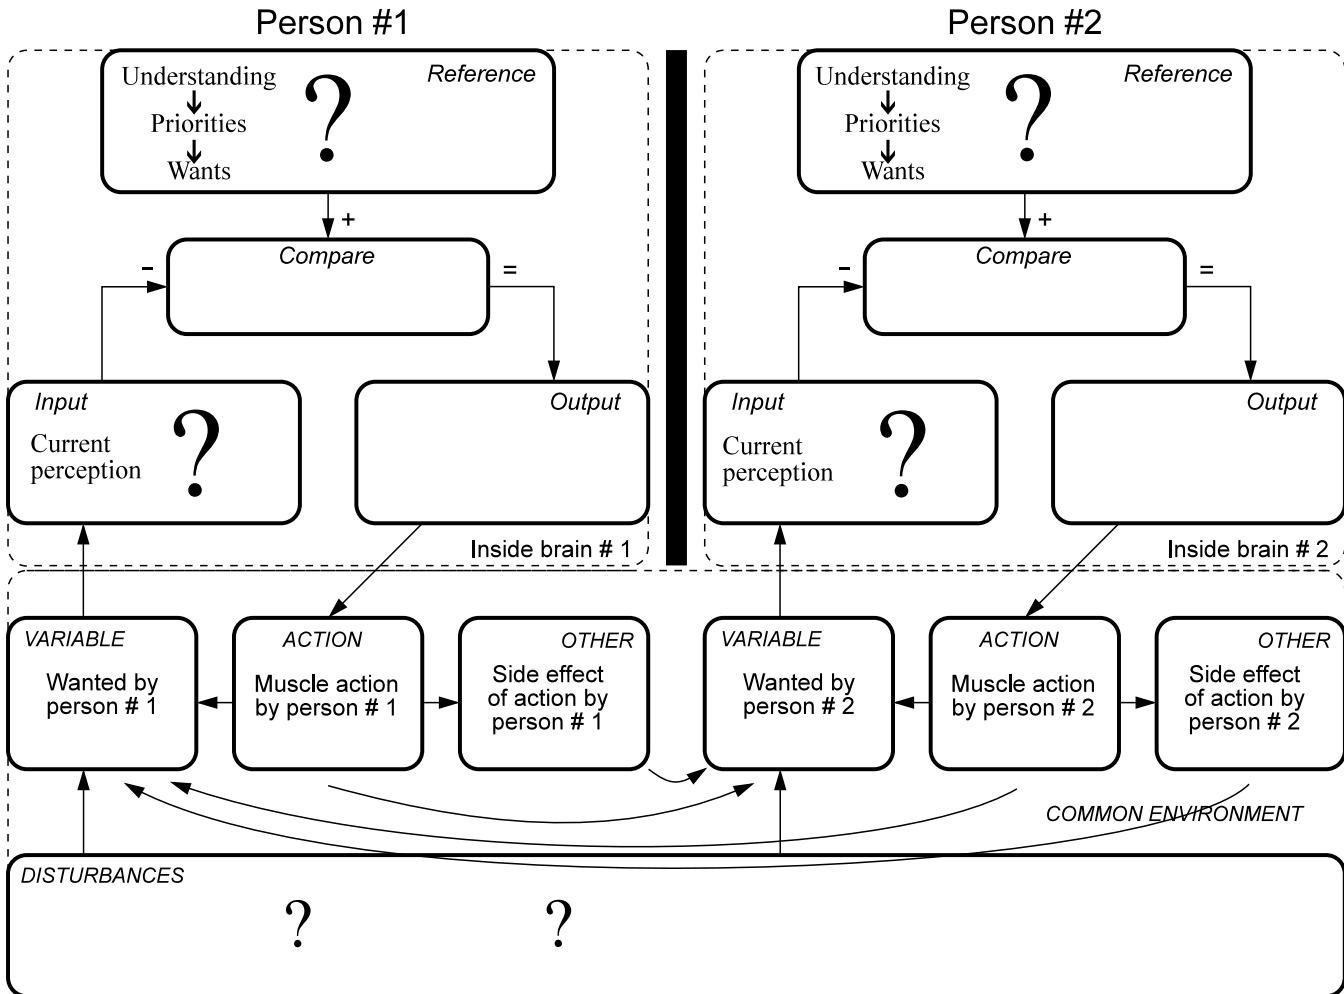 Person #1
Person #2
Understanding
Reference
?
Priorities
Wants
+
Compare
-
=
Input
?
Current
perception
Output
Inside brain # 1
Understanding
Reference
?
Priorities
Wants
+
Compare
-
=
Input
?
Current
perception
Output
Inside brain # 2
VARIABLE
Wanted by
person # 1
ACTION
Muscle action
by person # 1
OTHER
Side effect
of action by
person # 1
VARIABLE
Wanted by
person # 2
ACTION
Muscle action
by person # 2
OTHER
Side effect
of action by
person # 2
COMMON ENVIRONMENT
DISTURBANCES
?
?